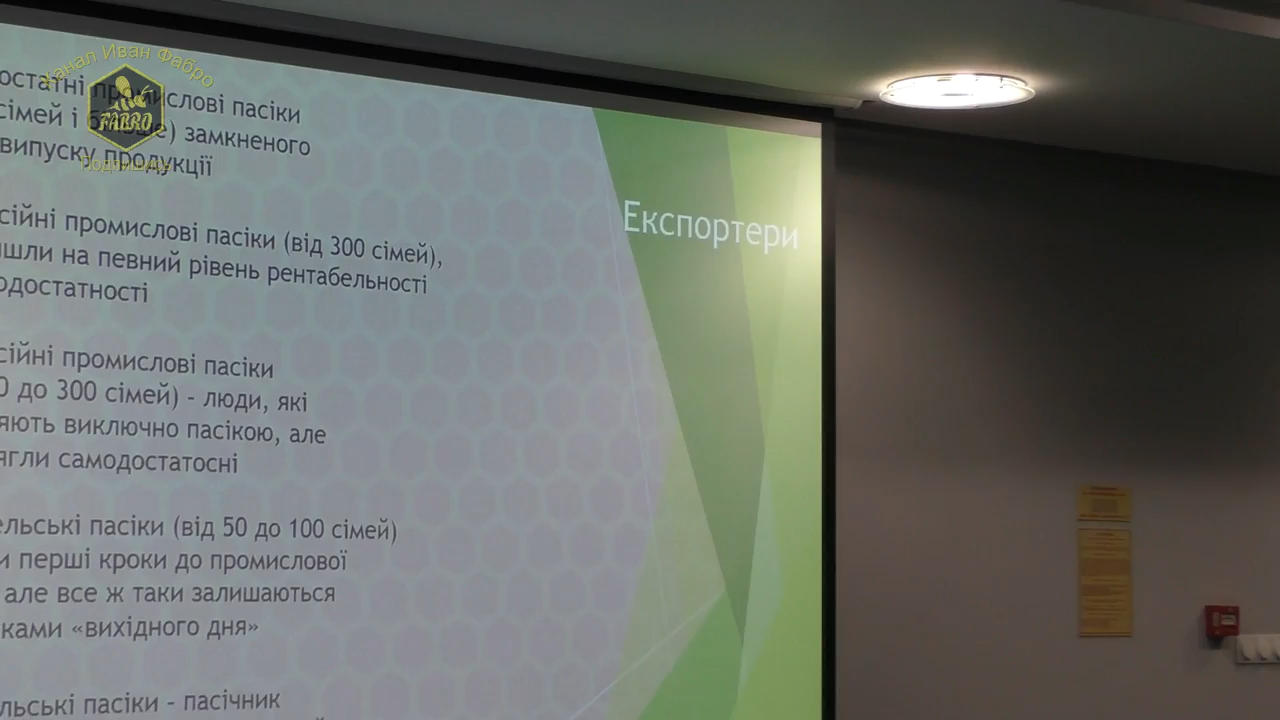 Канал Иван Фабро
FABRO
Подпишись
остатні промислові пасіки
сімей і більше) замкненого
випуску продукції
сійні промислові пасіки (від 300 сімей),
йшли на певний рівень рентабельності
одостатності
сійні промислові пасіки
0 до 300 сімей) – люди, які
яють виключно пасікою, але
ягли самодостатосні
ельські пасіки (від 50 до 100 сімей)
и перші кроки до промислової
але все ж таки залишаються
ками «вихідного дня»
льські пасіки – пасічник
Експортери